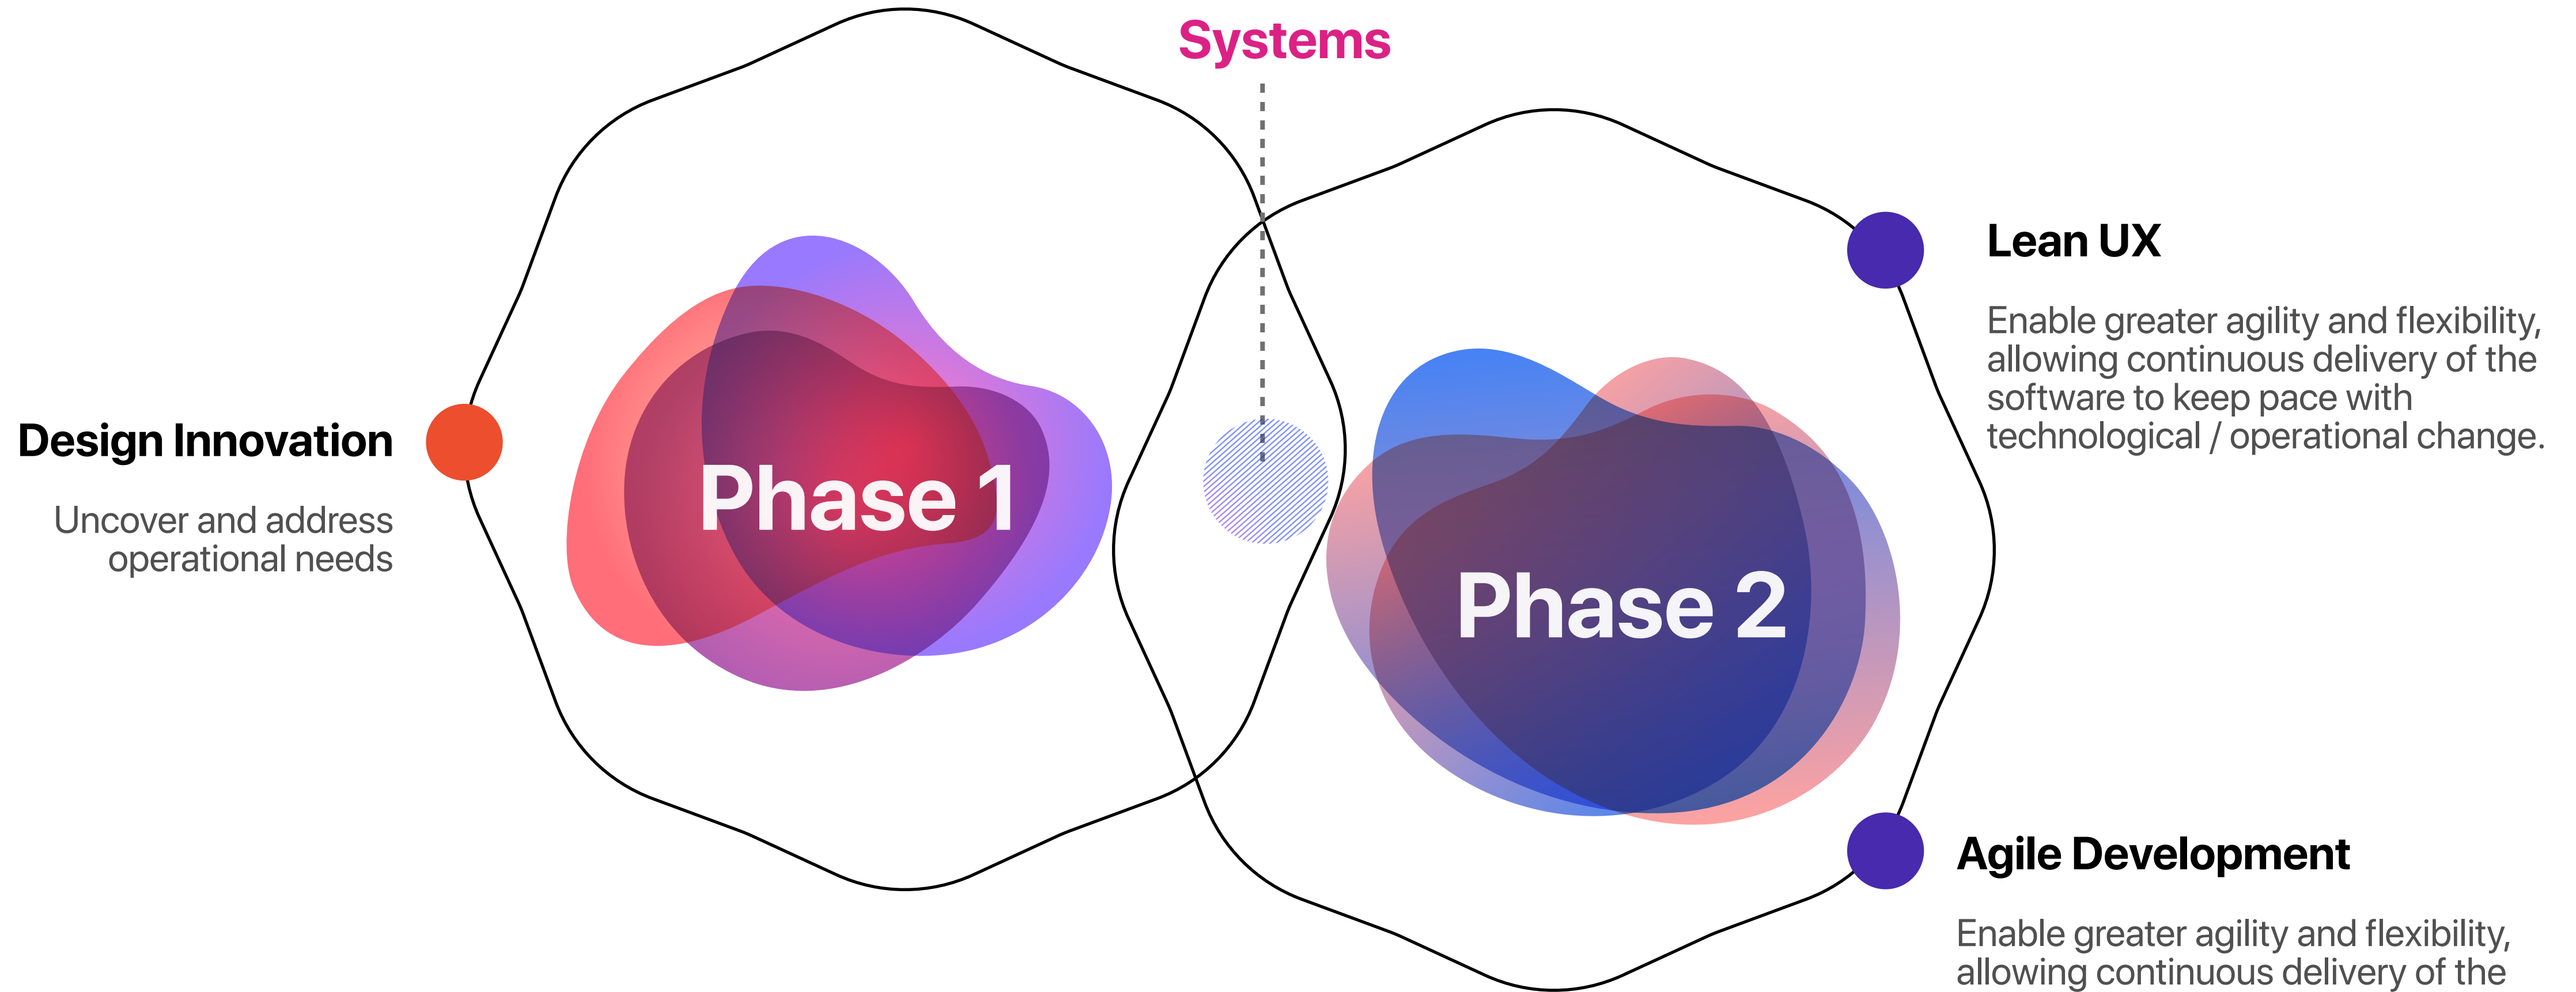 Systems
Design Innovation
Uncover and address
operational needs
Phase 1
Phase 2
Lean UX
Enable greater agility and flexibility,
allowing continuous delivery of the
software to keep pace with
technological / operational change.
Agile Development
Enable greater agility and flexibility,
allowing continuous delivery of the